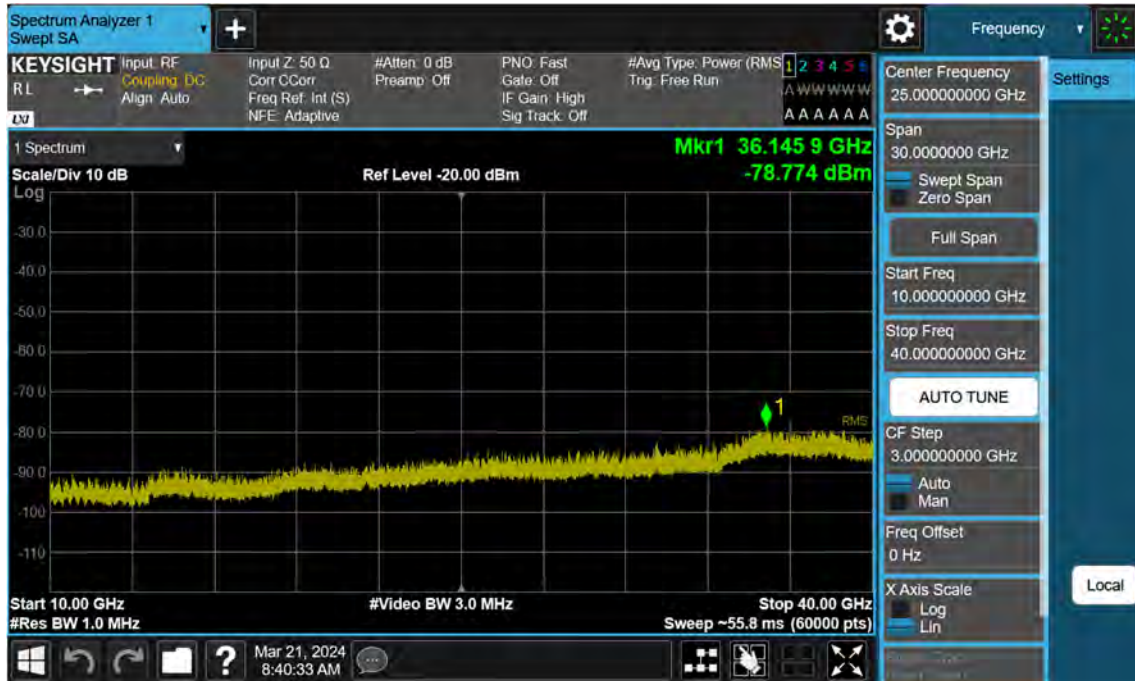 Spectrum Analyzer 1
Swept SA
Frequency
KEYSIGHT
RL
LXI
Input: RF
Coupling: DC
Align: Auto
Input Z: 50 Ω
Corr CCorr
Freq Ref: Int (S)
NFE: Adaptive
#Atten: 0 dB
Preamp: Off
PNO: Fast
Gate: Off
IF Gain: High
Sig Track: Off
#Avg Type: Power (RMS
Trig: Free Run
1 2 3 4 5 6
A W W W W W
A A A A A A
1 Spectrum
Scale/Div 10 dB
Ref Level -20.00 dBm
Mkr1 36.145 9 GHz
-78.774 dBm
Log
-30.0
-40.0
-50.0
-60.0
-70.0
-80.0
-90.0
-100
-110
1
RMS
Start 10.00 GHz
#Res BW 1.0 MHz
#Video BW 3.0 MHz
Stop 40.00 GHz
Sweep ~55.8 ms (60000 pts)
Mar 21, 2024
8:40:33 AM
Center Frequency
25.000000000 GHz
Span
30.0000000 GHz
Swept Span
Zero Span
Full Span
Start Freq
10.000000000 GHz
Stop Freq
40.000000000 GHz
AUTO TUNE
CF Step
3.000000000 GHz
Auto
Man
Freq Offset
0 Hz
X Axis Scale
Log
Lin
Settings
Local